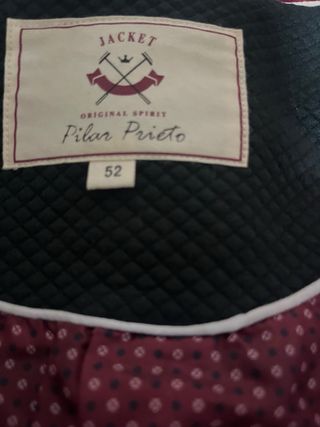 JACKET
ORIGINAL SPIRIT
Pilar Prieto
52